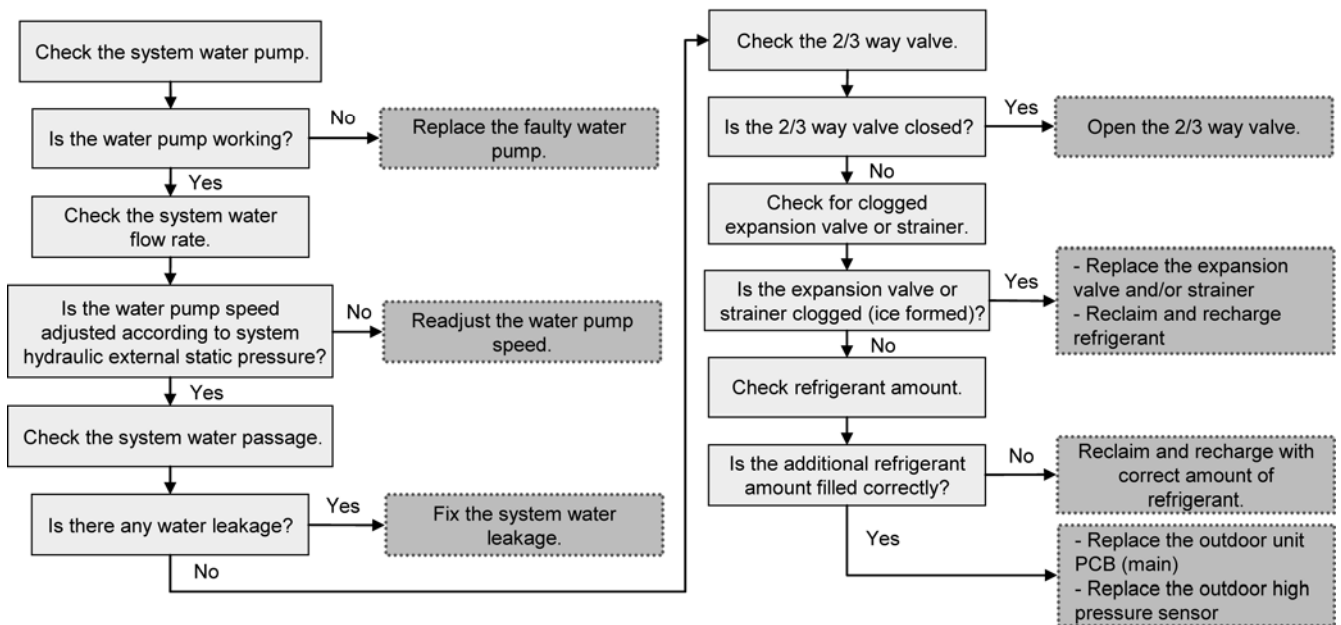 Check the system water pump.
Is the water pump working?
No
Replace the faulty water
pump.
Yes
Check the system water
flow rate.
Is the water pump speed
adjusted according to system
hydraulic external static pressure?
No
Readjust the water pump
speed.
Yes
Check the system water passage.
Is there any water leakage?
Yes
Fix the system water
leakage.
No
Check the 2/3 way valve.
Is the 2/3 way valve closed?
Yes
Open the 2/3 way valve.
No
Check for clogged
expansion valve or strainer.
Is the expansion valve or
strainer clogged (ice formed)?
Yes
- Replace the expansion
valve and/or strainer
- Reclaim and recharge
refrigerant
No
Check refrigerant amount.
Is the additional refrigerant
amount filled correctly?
No
Reclaim and recharge with
correct amount of
refrigerant.
Yes
- Replace the outdoor unit
PCB (main)
- Replace the outdoor high
pressure sensor